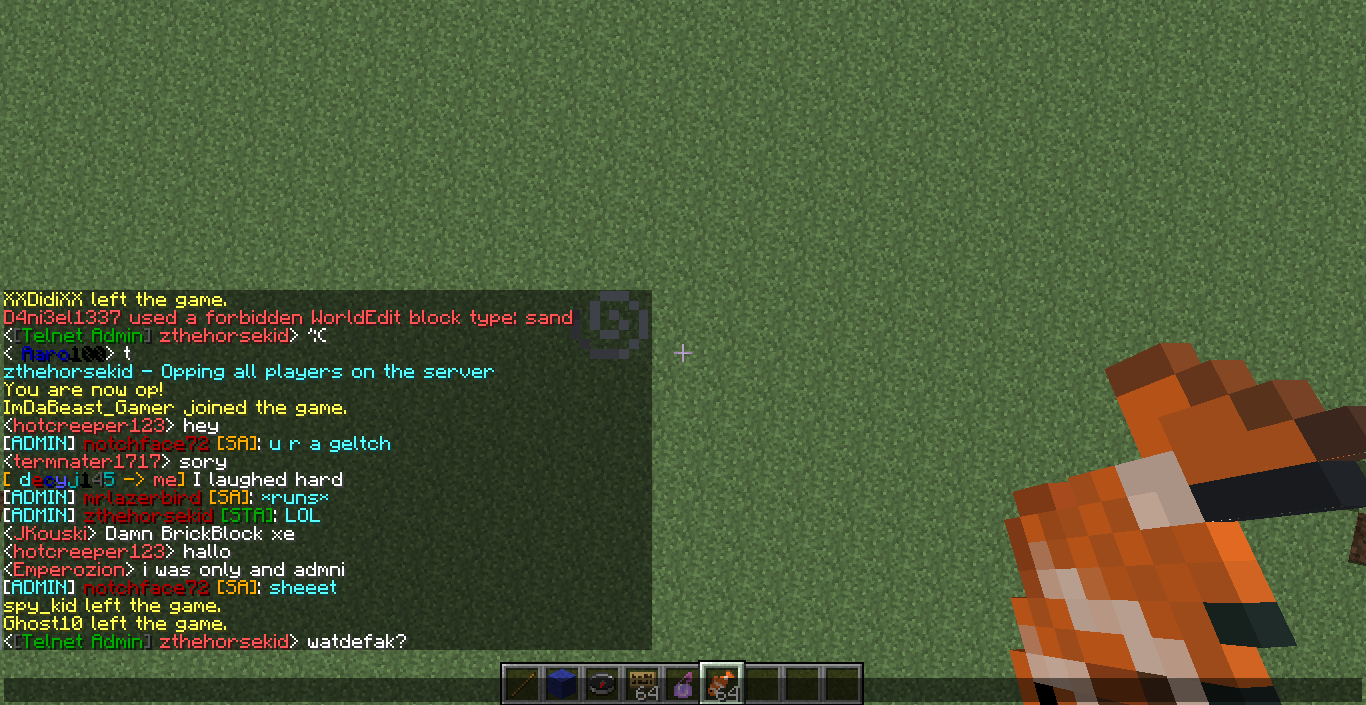 XXDidiXX left the game.
D4ni3el1337 used a forbidden WorldEdit block type: sand
<[Telnet Admin] zthehorsekid> ^C
< Aaro100> t
zthehorsekid - Opping all players on the server
You are now op!
ImDaBeast_Gamer joined the game.
<hotcreeper123> hey
[ADMIN] notchface72 [SA]: u r a geltch
<termnater1717> sory
[ decyj145 -> me] I laughed hard
[ADMIN] mrlazerbird [SA]: *runs*
[ADMIN] zthehorsekid [STA]: LOL
<JKouski> Damn BrickBlock xe
<hotcreeper123> hallo
<Emperozion> i was only and admni
[ADMIN] notchface72 [SA]: sheeet
spy_kid left the game.
Ghost10 left the game.
<[Telnet Admin] zthehorsekid> watdefak?
64 64